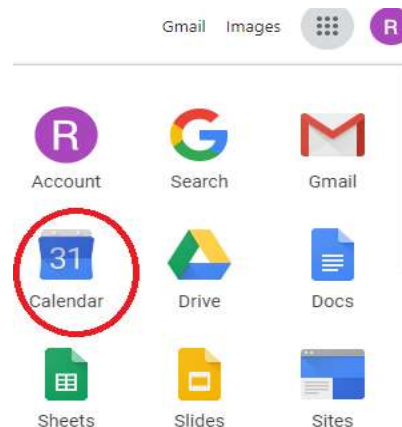 Gmail Images R
R
Account Search Gmail
31
Calendar Drive Docs
Sheets Slides Sites